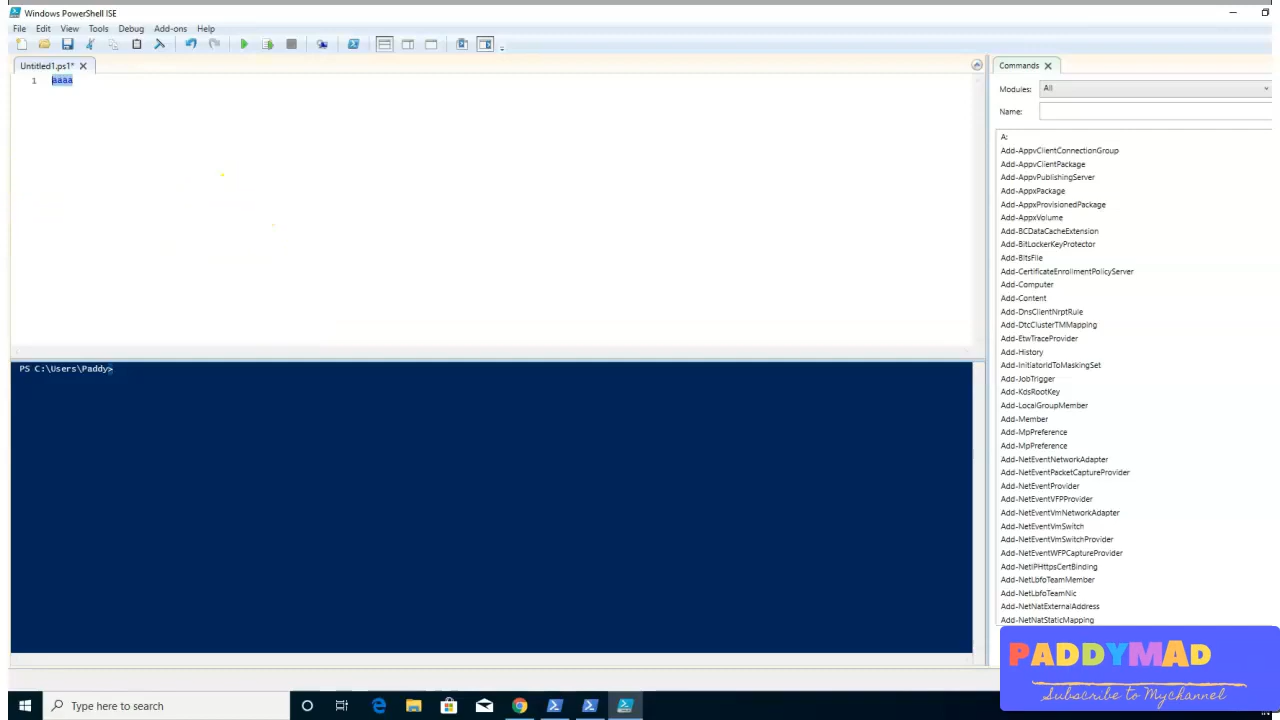 Windows PowerShell ISE
File Edit View Tools Debug Add-ons Help
Untitled1.ps1*
1 aaaa
PS C:\Users\Paddy>
Commands
Modules: All
Name:
A:
Add-AppvClientConnectionGroup
Add-AppvClientPackage
Add-AppvPublishingServer
Add-AppxPackage
Add-AppxProvisionedPackage
Add-AppxVolume
Add-BCDataCacheExtension
Add-BitLockerKeyProtector
Add-BitsFile
Add-CertificateEnrollmentPolicyServer
Add-Computer
Add-Content
Add-DnsClientNrptRule
Add-DtcClusterTMMapping
Add-EtwTraceProvider
Add-History
Add-InitiatorIdToMaskingSet
Add-JobTrigger
Add-KdsRootKey
Add-LocalGroupMember
Add-Member
Add-MpPreference
Add-MpPreference
Add-NetEventNetworkAdapter
Add-NetEventPacketCaptureProvider
Add-NetEventProvider
Add-NetEventVFPProvider
Add-NetEventVmNetworkAdapter
Add-NetEventVmSwitch
Add-NetEventVmSwitchProvider
Add-NetEventWFPCaptureProvider
Add-NetIPHttpsCertBinding
Add-NetLbfoTeamMember
Add-NetLbfoTeamNic
Add-NetNatExternalAddress
Add-NetNatStaticMapping
PADDYMAD
Subscribe to Mychannel
Type here to search